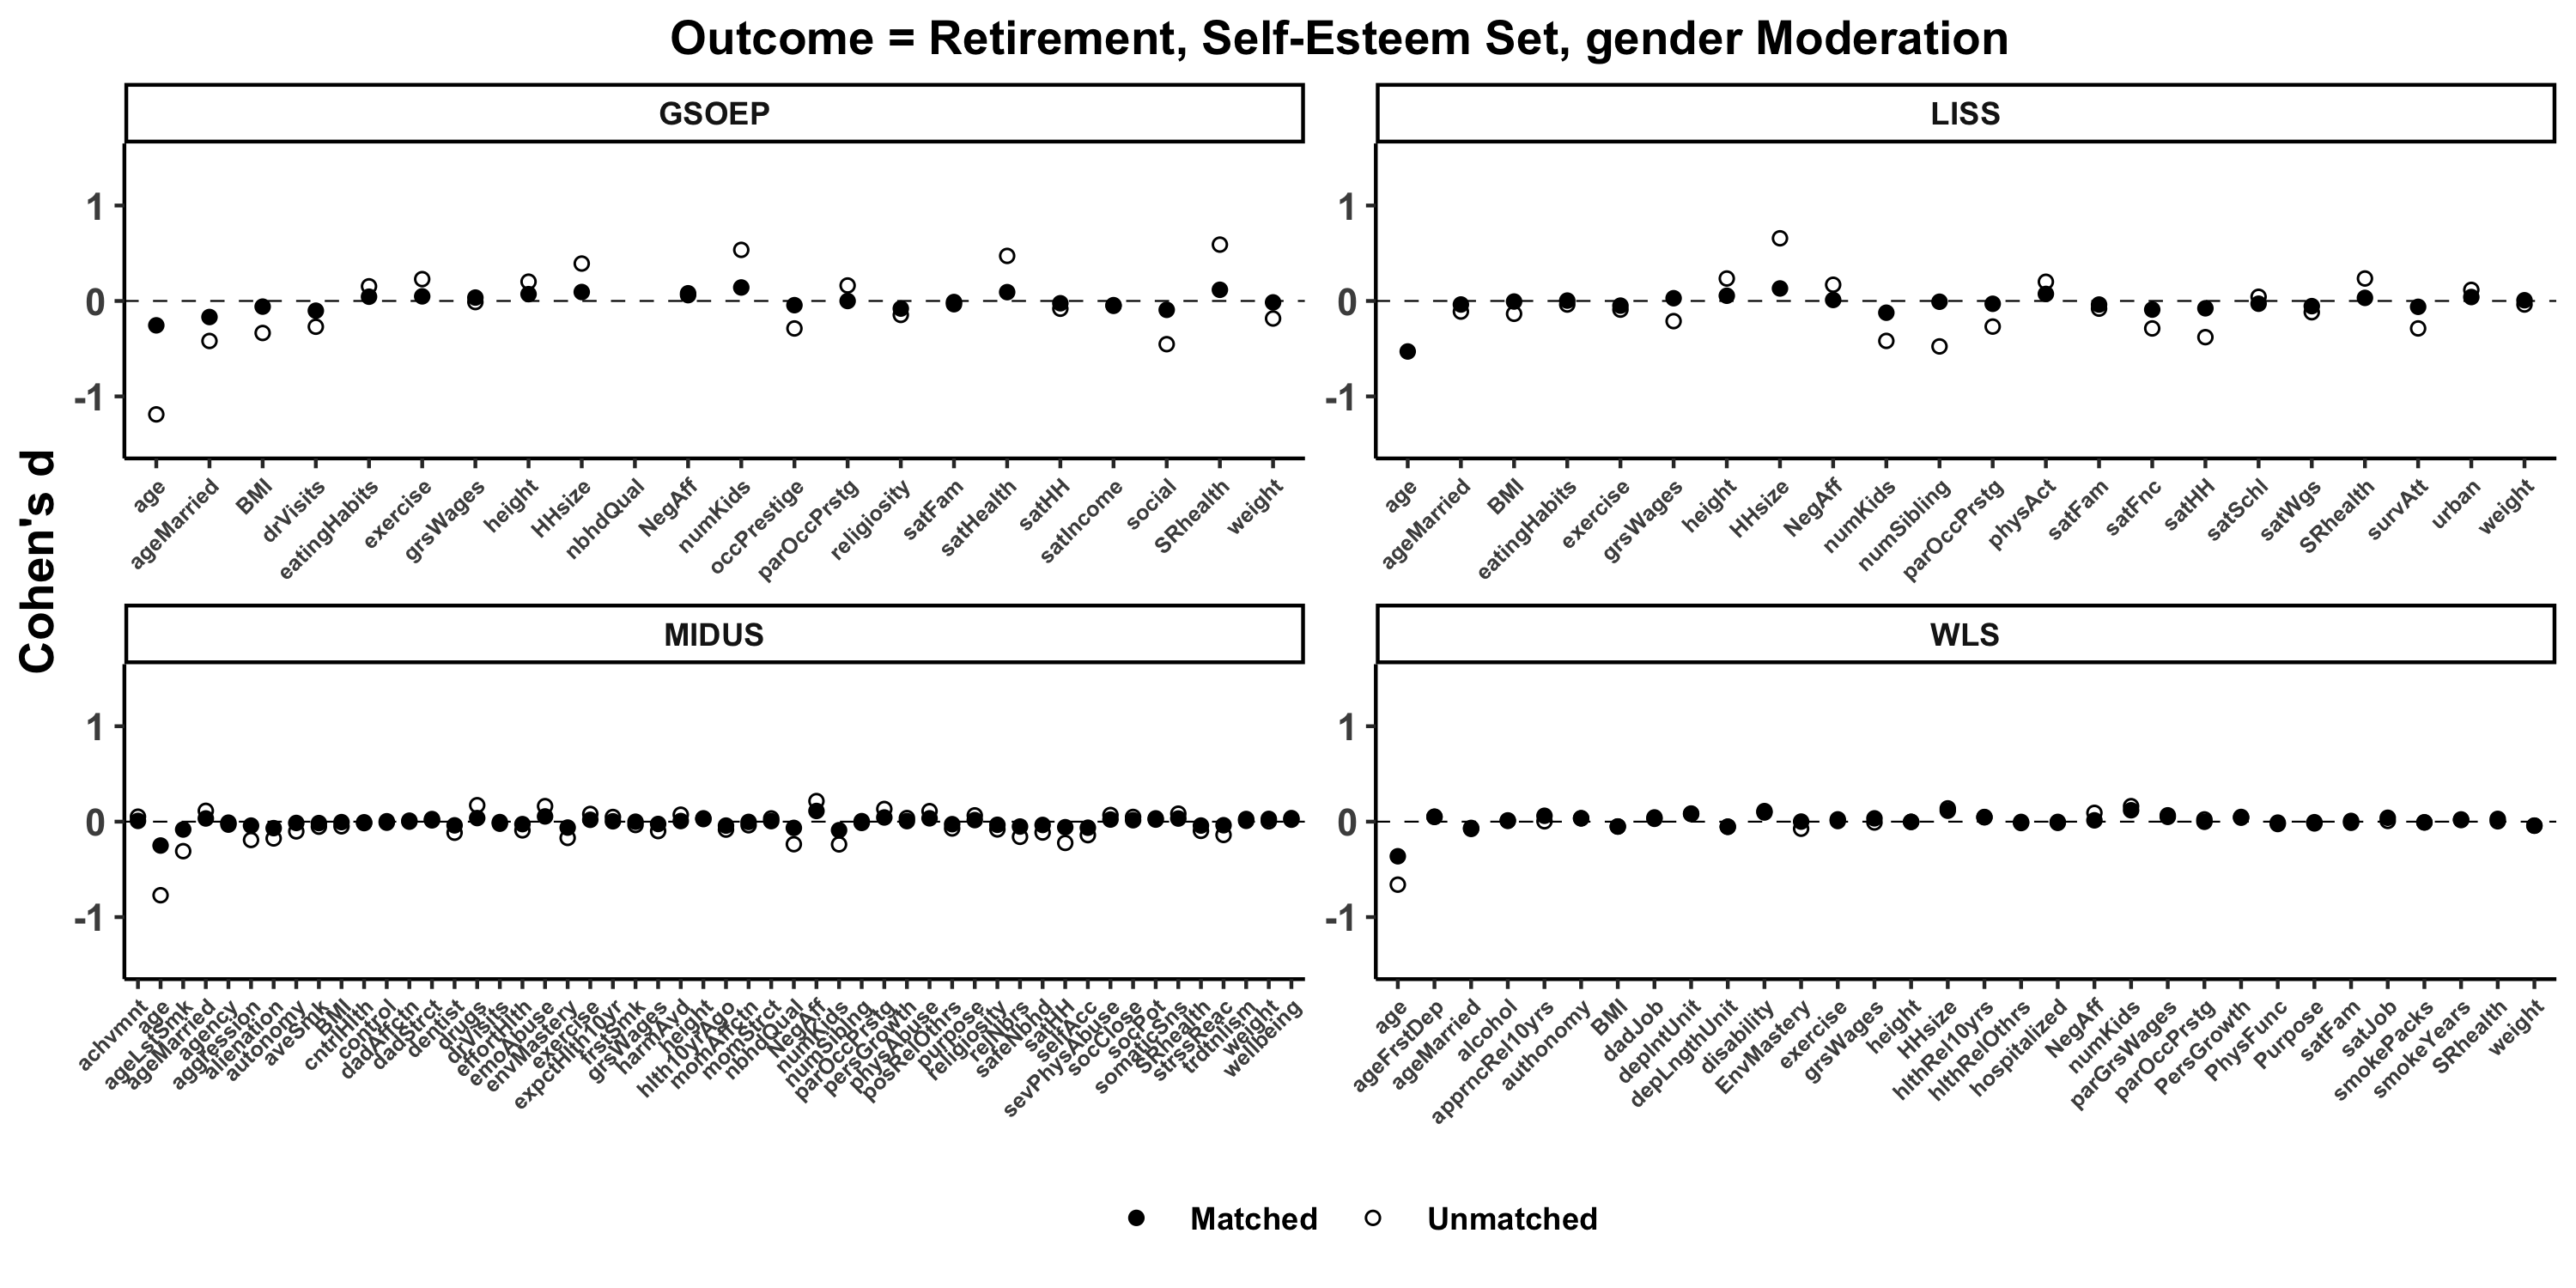 Outcome = Retirement, Self-Esteem Set, gender Moderation
Cohen's d
GSOEP
1
0
-1
age
ageMarried
BMI
drVisits
eatingHabits
exercise
grsWages
height
HHsize
nbhdQual
NegAff
numKids
occPrestige
parOccPrstg
religiosity
satFam
satHealth
satHH
satIncome
social
SRhealth
weight
LISS
1
0
-1
age
ageMarried
BMI
eatingHabits
exercise
grsWages
height
HHsize
NegAff
numKids
numSibling
parOccPrstg
physAct
satFam
satFnc
satHH
satSchl
satWgs
SRhealth
survAtt
urban
weight
MIDUS
1
0
-1
achvmnt
age
ageLstSmk
ageMarried
agency
aggression
alienation
autonomy
aveSmk
BMI
cntrlHlth
control
dadAffctn
dadStrct
dentist
drugs
drVisits
effortHlth
emoAbuse
envMastery
exercise
expctHlth10yr
frstSmk
grsWages
harmAvd
height
hlth10yrAgo
momAffctn
momStrct
nbhdQual
NegAff
numKids
numSiblng
parOccPrstg
persGrowth
physAbuse
posRelOthrs
purpose
religiosity
relNbrs
safeNbhd
satHH
selfAcc
sevPhysAbuse
socClose
socPot
somaticSns
SRhealth
strssReac
trdtnlism
weight
wellbeing
WLS
1
0
-1
age
ageFrstDep
ageMarried
alcohol
apprncRel10yrs
authonomy
BMI
dadJob
depIntUnit
depLngthUnit
disability
EnvMastery
exercise
grsWages
height
HHsize
hlthRel10yrs
hlthRelOthrs
hospitalized
NegAff
numKids
parGrsWages
parOccPrstg
PersGrowth
PhysFunc
Purpose
satFam
satJob
smokePacks
smokeYears
SRhealth
weight
Matched
Unmatched